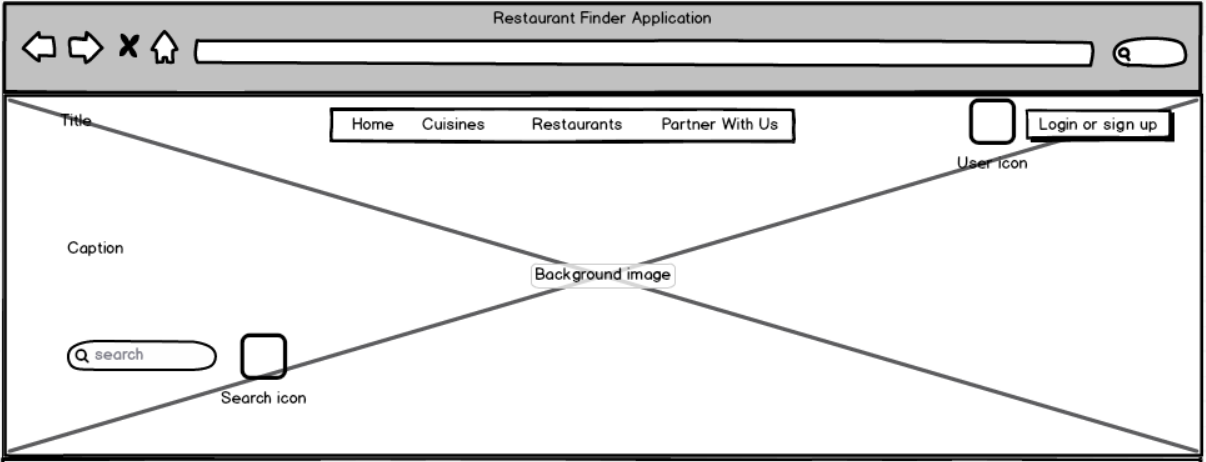 Restaurant Finder Application
Title
Home Cuisines Restaurants Partner With Us
Login or sign up
User icon
Caption
Background image
search
Search icon